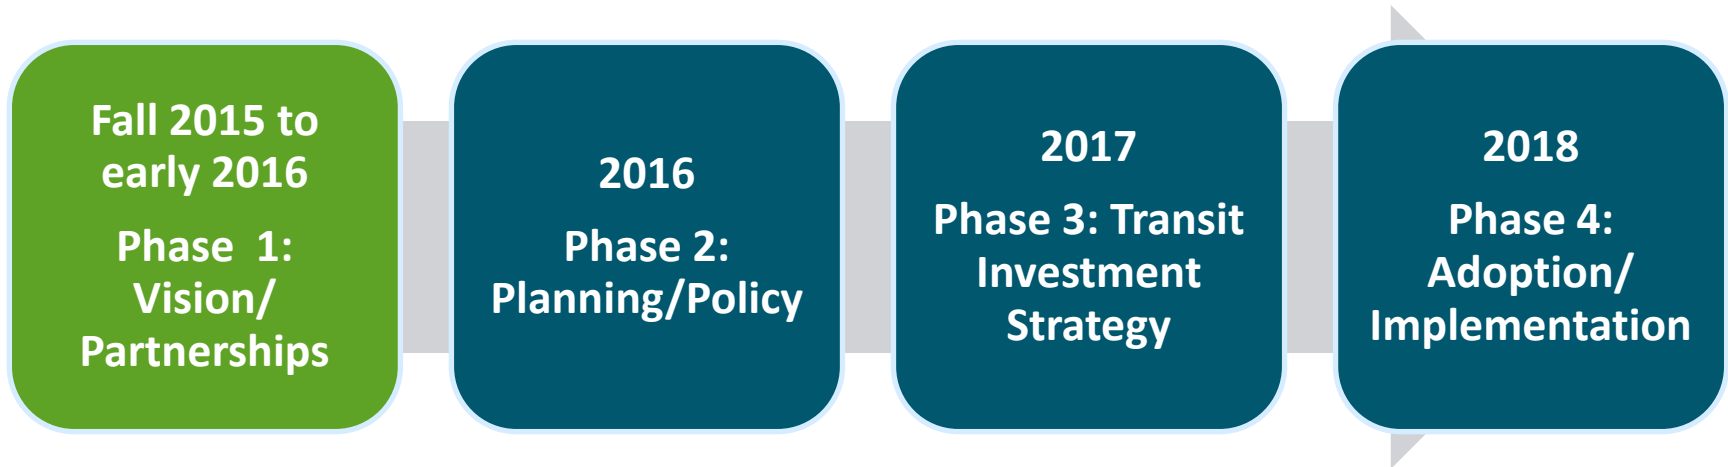 Fall 2015 to
early 2016
Phase 1:
Vision/
Partnerships
2016
Phase 2:
Planning/Policy
2017
Phase 3: Transit
Investment
Strategy
2018
Phase 4:
Adoption/
Implementation